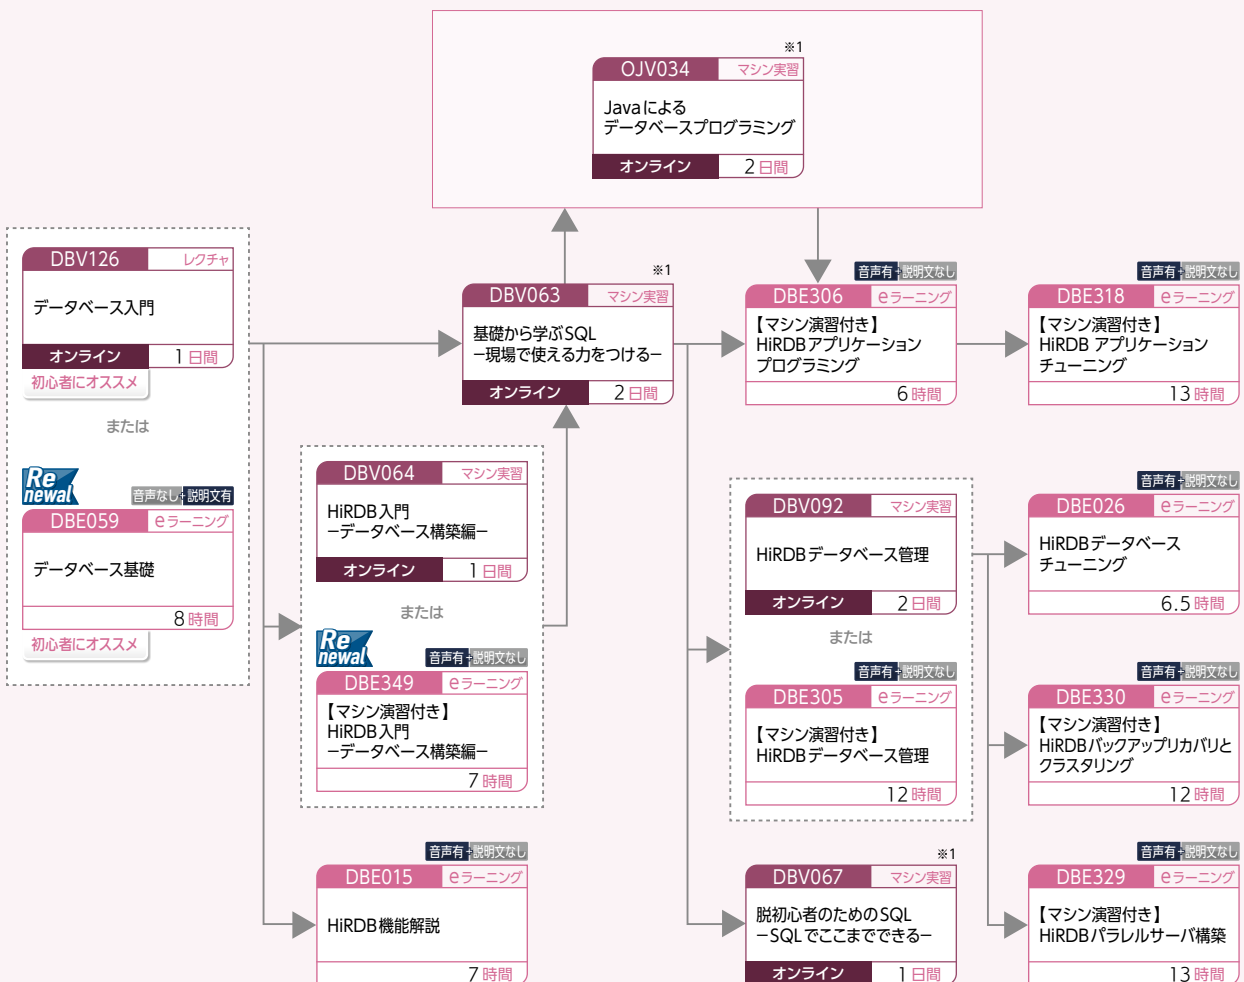 ※1
OJV034 マシン実習
Javaによる
データベースプログラミング
オンライン 2日間
DBV126 レクチャ
データベース入門
オンライン 1日間
初心者にオススメ
または
Re
newal
音声なし+説明文有
DBE059 eラーニング
データベース基礎
8時間
初心者にオススメ
※1
DBV063 マシン実習
基礎から学ぶSQL
−現場で使える力をつける−
オンライン 2日間
DBV064 マシン実習
HiRDB入門
−データベース構築編−
オンライン 1日間
または
Re
newal
音声有+説明文なし
DBE349 eラーニング
【マシン演習付き】
HiRDB入門
−データベース構築編−
7時間
音声有+説明文なし
DBE015 eラーニング
HiRDB機能解説
7時間
音声有+説明文なし
DBE306 eラーニング
【マシン演習付き】
HiRDBアプリケーション
プログラミング
6時間
音声有+説明文なし
DBE318 eラーニング
【マシン演習付き】
HiRDB アプリケーション
チューニング
13時間
DBV092 マシン実習
HiRDBデータベース管理
オンライン 2日間
または
音声有+説明文なし
DBE305 eラーニング
【マシン演習付き】
HiRDBデータベース管理
12時間
音声有+説明文なし
DBE026 eラーニング
HiRDBデータベース
チューニング
6.5時間
音声有+説明文なし
DBE330 eラーニング
【マシン演習付き】
HiRDBバックアップリカバリと
クラスタリング
12時間
※1
DBV067 マシン実習
脱初心者のためのSQL
−SQLでここまでできる−
オンライン 1日間
音声有+説明文なし
DBE329 eラーニング
【マシン演習付き】
HiRDBパラレルサーバ構築
13時間